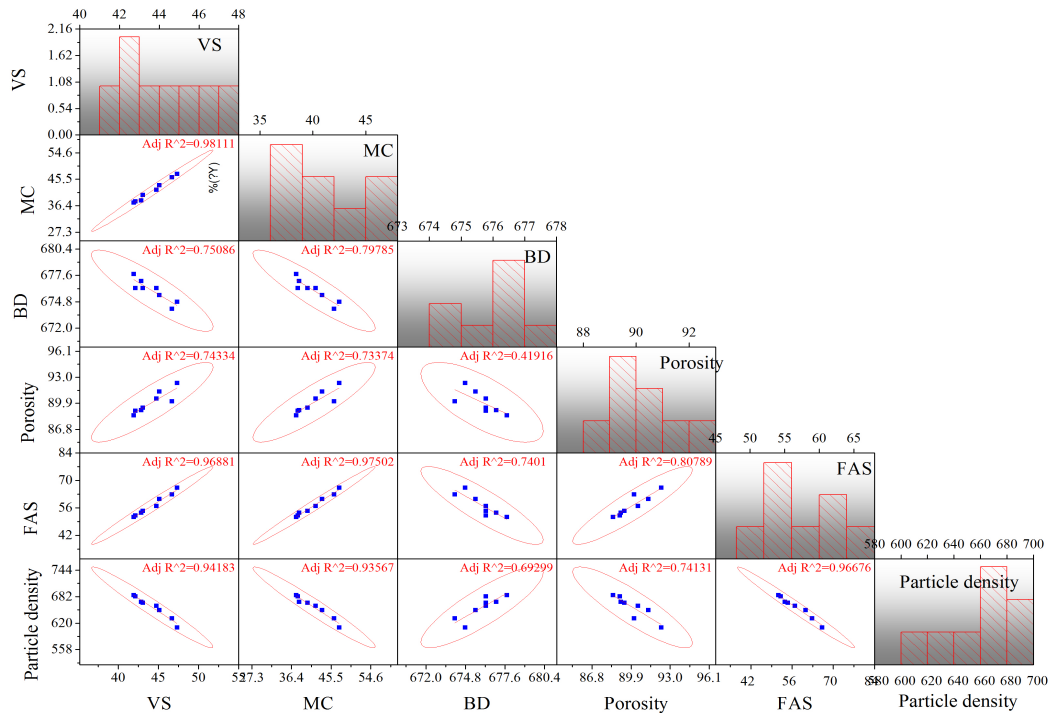 40 42 44 46 48
2.16
1.62
1.08
0.54
0.00
VS
VS
36 39 42 45
54.6
45.5
36.4
27.3
MC
Adj R^2=0.98111
%(?Y)
MC
673 674 675 676 677 678
680.4
677.6
674.8
672.0
BD
Adj R^2=0.75086
Adj R^2=0.79785
BD
88 90 92
96.1
93.0
89.9
86.8
84
Porosity
Adj R^2=0.74334
Adj R^2=0.73374
Adj R^2=0.41916
Porosity
45 50 55 60 65
70
56
42
FAS
Adj R^2=0.96881
Adj R^2=0.97502
Adj R^2=0.7401
Adj R^2=0.80789
FAS
580 600 620 640 660 680 700
744
682
620
558
Particle density
Adj R^2=0.94183
Adj R^2=0.93567
Adj R^2=0.69299
Adj R^2=0.74131
Adj R^2=0.96676
Particle density
40 45 50 55
27.3 36.4 45.5 54.6
672.0 674.8 677.6 680.4
86.8 89.9 93.0 96.1
42 56 70 84
580 600 620 640 660 680 700
VS MC BD Porosity FAS Particle density